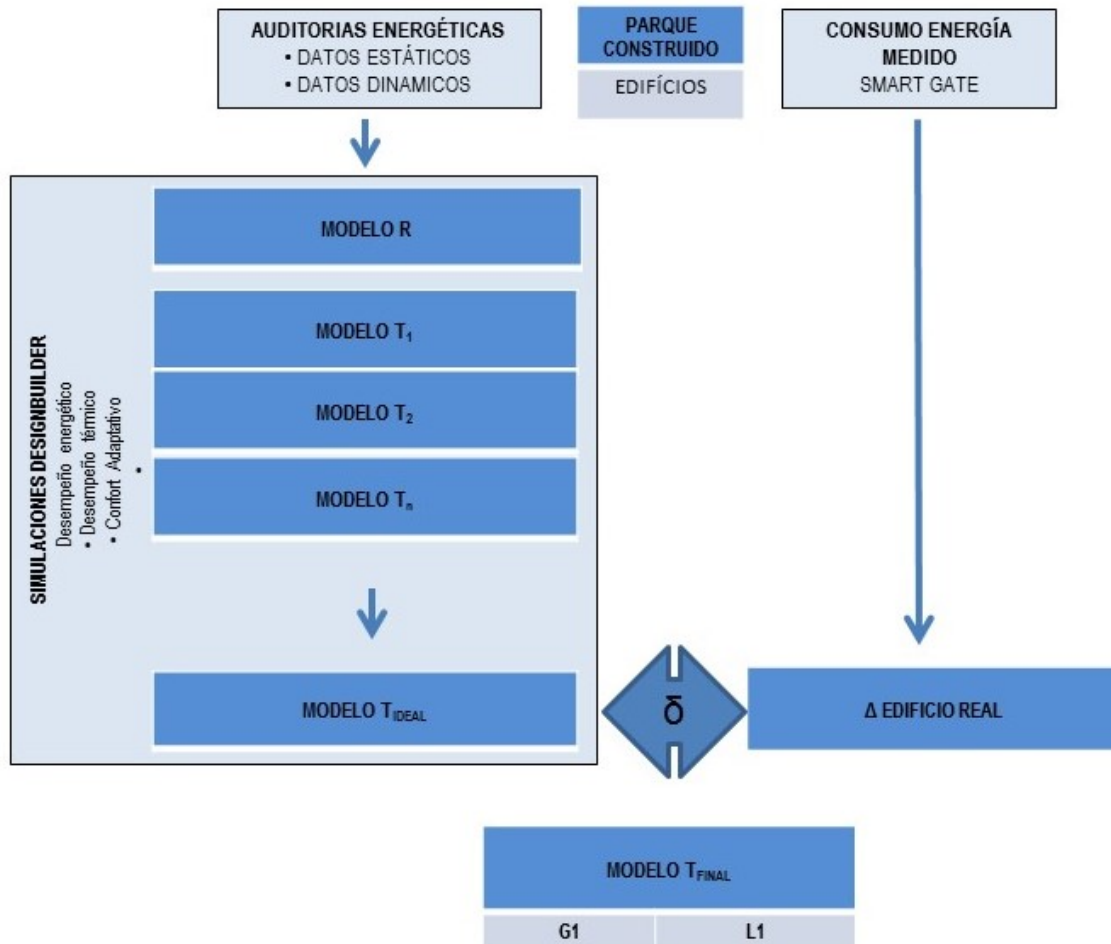 AUDITORIAS ENERGÉTICAS
• DATOS ESTÁTICOS
• DATOS DINAMICOS
PARQUE
CONSTRUIDO
EDIFÍCIOS
CONSUMO ENERGÍA
MEDIDO
SMART GATE
SIMULACIONES DESIGNBUILDER
Desempeño energético
• Desempeño térmico
• Confort Adaptativo
•
MODELO R
MODELO T1
MODELO T2
MODELO Tn
MODELO TIDEAL
δ
Δ EDIFICIO REAL
MODELO TFINAL
G1 L1